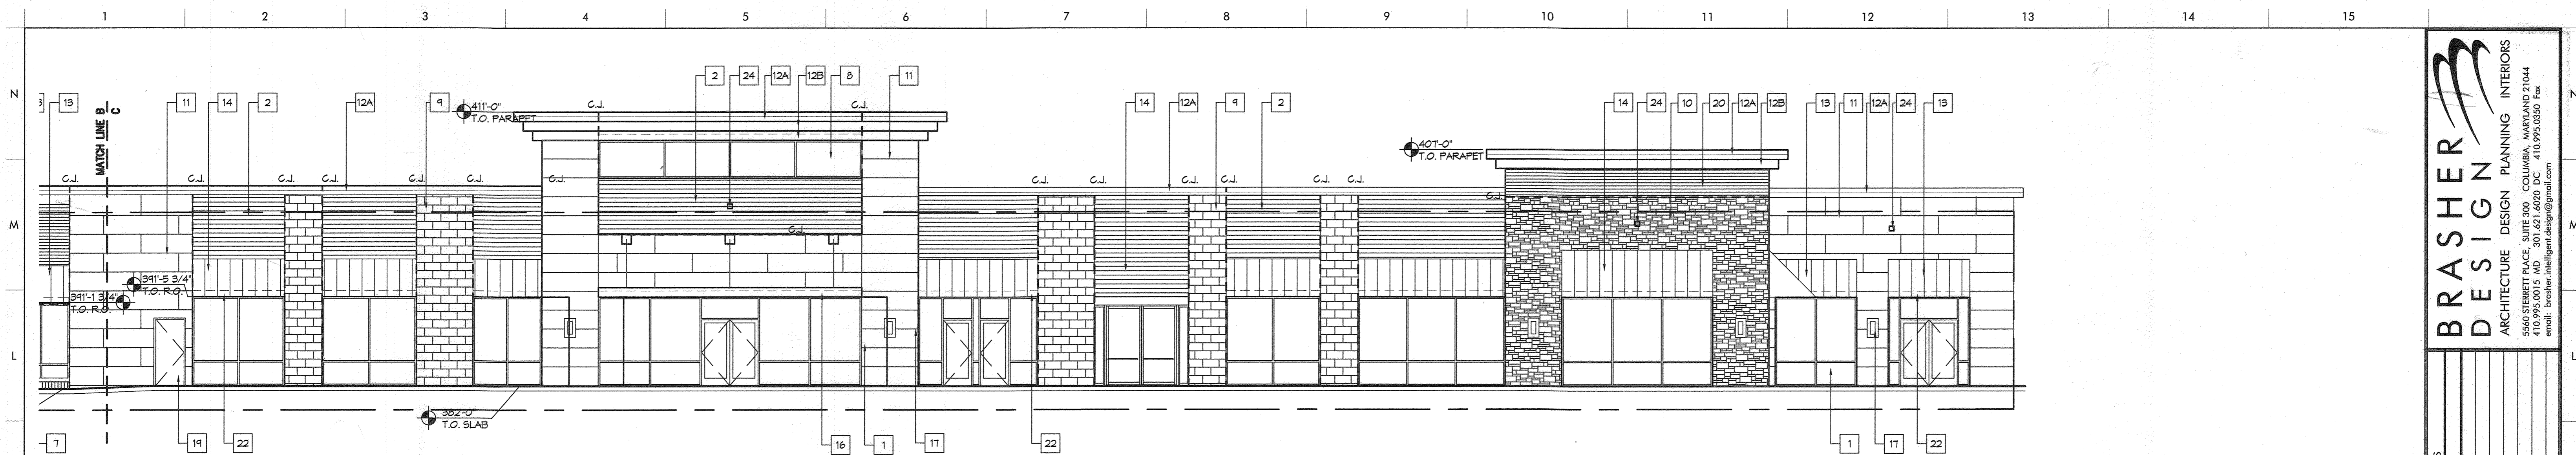 1 2 3 4 5 6 7 8 9 10 11 12 13 14 15
N
M
L
13 11 14 2 12A 9
2 24 12A 12B 8 11
14 12A 9 2
14 24 10 20 12A 12B 13 11 12A 24 13
MATCH LINE B
C
411'-0"
T.O. PARAPET
C.J. C.J.
407'-0"
T.O. PARAPET
C.J. C.J. C.J. C.J. C.J. C.J. C.J. C.J. C.J. C.J. C.J. C.J.
C.J.
C.J.
391'-5 3/4"
T.O. R.O.
391'-1 3/4"
T.O. R.O.
382'-0"
T.O. SLAB
7 19 22 16 1 17 22 1 17 22
BRASHER
DESIGN
ARCHITECTURE DESIGN PLANNING INTERIORS
5560 STERRETT PLACE, SUITE 300 COLUMBIA, MARYLAND 21044
410.995.0015 MD 301.621.6020 DC 410.995.0350 Fax
email: brasher.intelligent.design@gmail.com
N